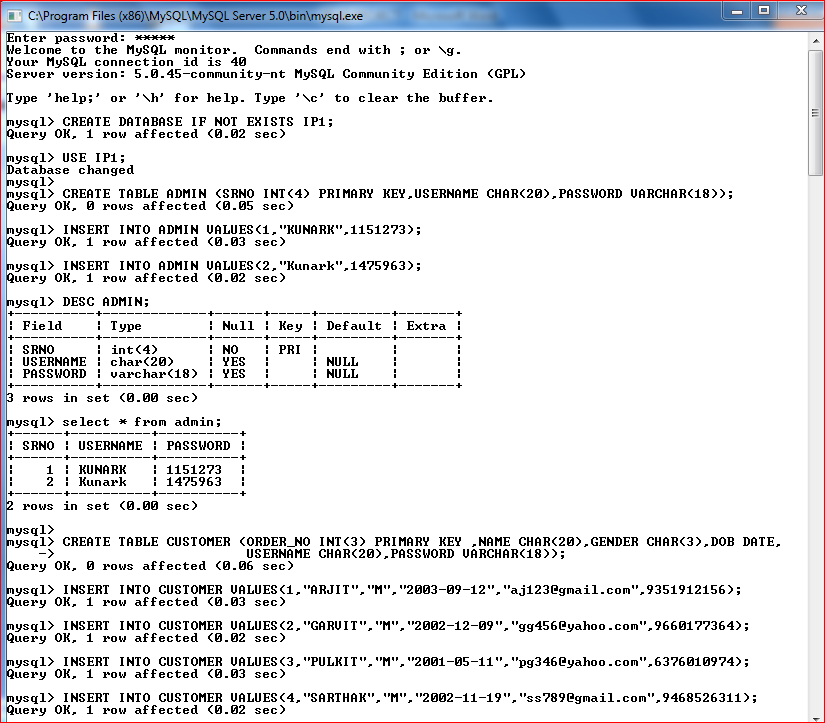 C:\Program Files (x86)\MySQL\MySQL Server 5.0\bin\mysql.exe
Enter password: *****
Welcome to the MySQL monitor.  Commands end with ; or \g.
Your MySQL connection id is 40
Server version: 5.0.45-community-nt MySQL Community Edition (GPL)
Type 'help;' or '\h' for help. Type '\c' to clear the buffer.
mysql> CREATE DATABASE IF NOT EXISTS IP1;
Query OK, 1 row affected (0.02 sec)
mysql> USE IP1;
Database changed
mysql>
mysql> CREATE TABLE ADMIN (SRNO INT(4) PRIMARY KEY,USERNAME CHAR(20),PASSWORD VARCHAR(18));
Query OK, 0 rows affected (0.05 sec)
mysql> INSERT INTO ADMIN VALUES(1,"KUNARK",1151273);
Query OK, 1 row affected (0.03 sec)
mysql> INSERT INTO ADMIN VALUES(2,"Kunark",1475963);
Query OK, 1 row affected (0.02 sec)
mysql> DESC ADMIN;
+----------+-------------+------+-----+---------+-------+
| Field    | Type        | Null | Key | Default | Extra |
+----------+-------------+------+-----+---------+-------+
| SRNO     | int(4)      | NO   | PRI |         |       |
| USERNAME | char(20)    | YES  |     | NULL    |       |
| PASSWORD | varchar(18) | YES  |     | NULL    |       |
+----------+-------------+------+-----+---------+-------+
3 rows in set (0.00 sec)
mysql> select * from admin;
+------+----------+----------+
| SRNO | USERNAME | PASSWORD |
+------+----------+----------+
|    1 | KUNARK   | 1151273  |
|    2 | Kunark   | 1475963  |
+------+----------+----------+
2 rows in set (0.00 sec)
mysql>
mysql> CREATE TABLE CUSTOMER (ORDER_NO INT(3) PRIMARY KEY ,NAME CHAR(20),GENDER CHAR(3),DOB DATE,
    ->                        USERNAME CHAR(20),PASSWORD VARCHAR(18));
Query OK, 0 rows affected (0.06 sec)
mysql> INSERT INTO CUSTOMER VALUES(1,"ARJIT","M","2003-09-12","aj123@gmail.com",9351912156);
Query OK, 1 row affected (0.03 sec)
mysql> INSERT INTO CUSTOMER VALUES(2,"GARVIT","M","2002-12-09","gg456@yahoo.com",9660177364);
Query OK, 1 row affected (0.02 sec)
mysql> INSERT INTO CUSTOMER VALUES(3,"PULKIT","M","2001-05-11","pg346@yahoo.com",6376010974);
Query OK, 1 row affected (0.03 sec)
mysql> INSERT INTO CUSTOMER VALUES(4,"SARTHAK","M","2002-11-19","ss789@gmail.com",9468526311);
Query OK, 1 row affected (0.02 sec)